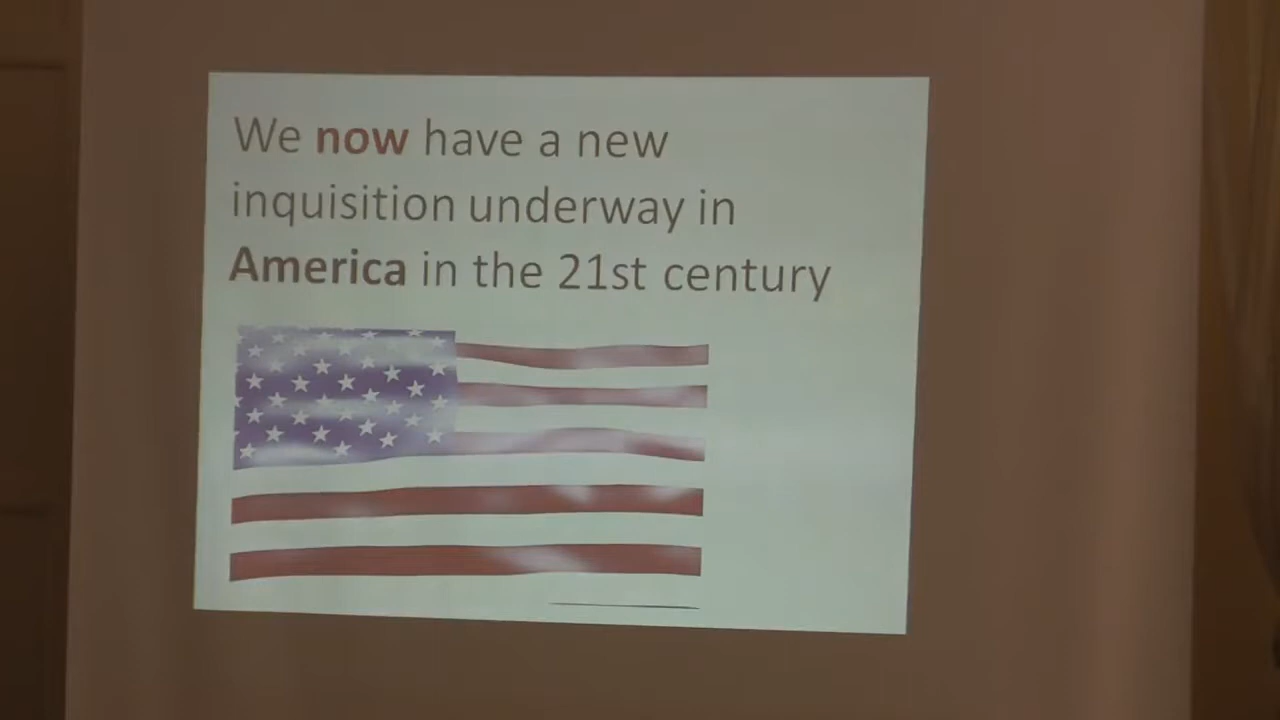 We now have a new
inquisition underway in
America in the 21st century